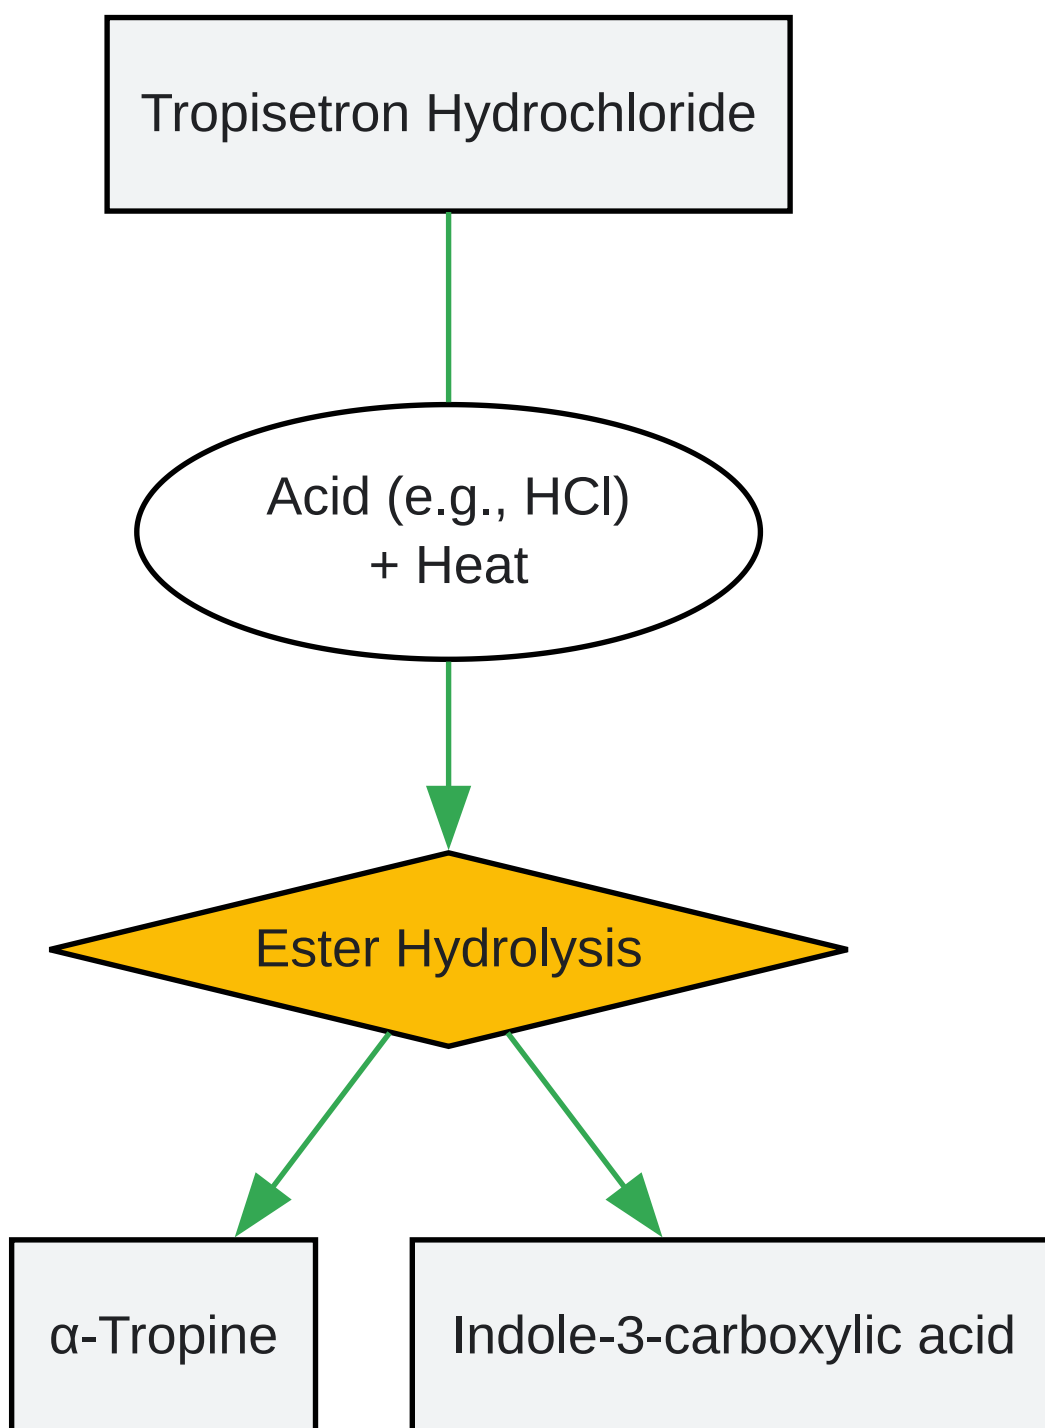 Tropisetron Hydrochloride
Acid (e.g., HCl)
+ Heat
Ester Hydrolysis
α-Tropine
Indole-3-carboxylic acid